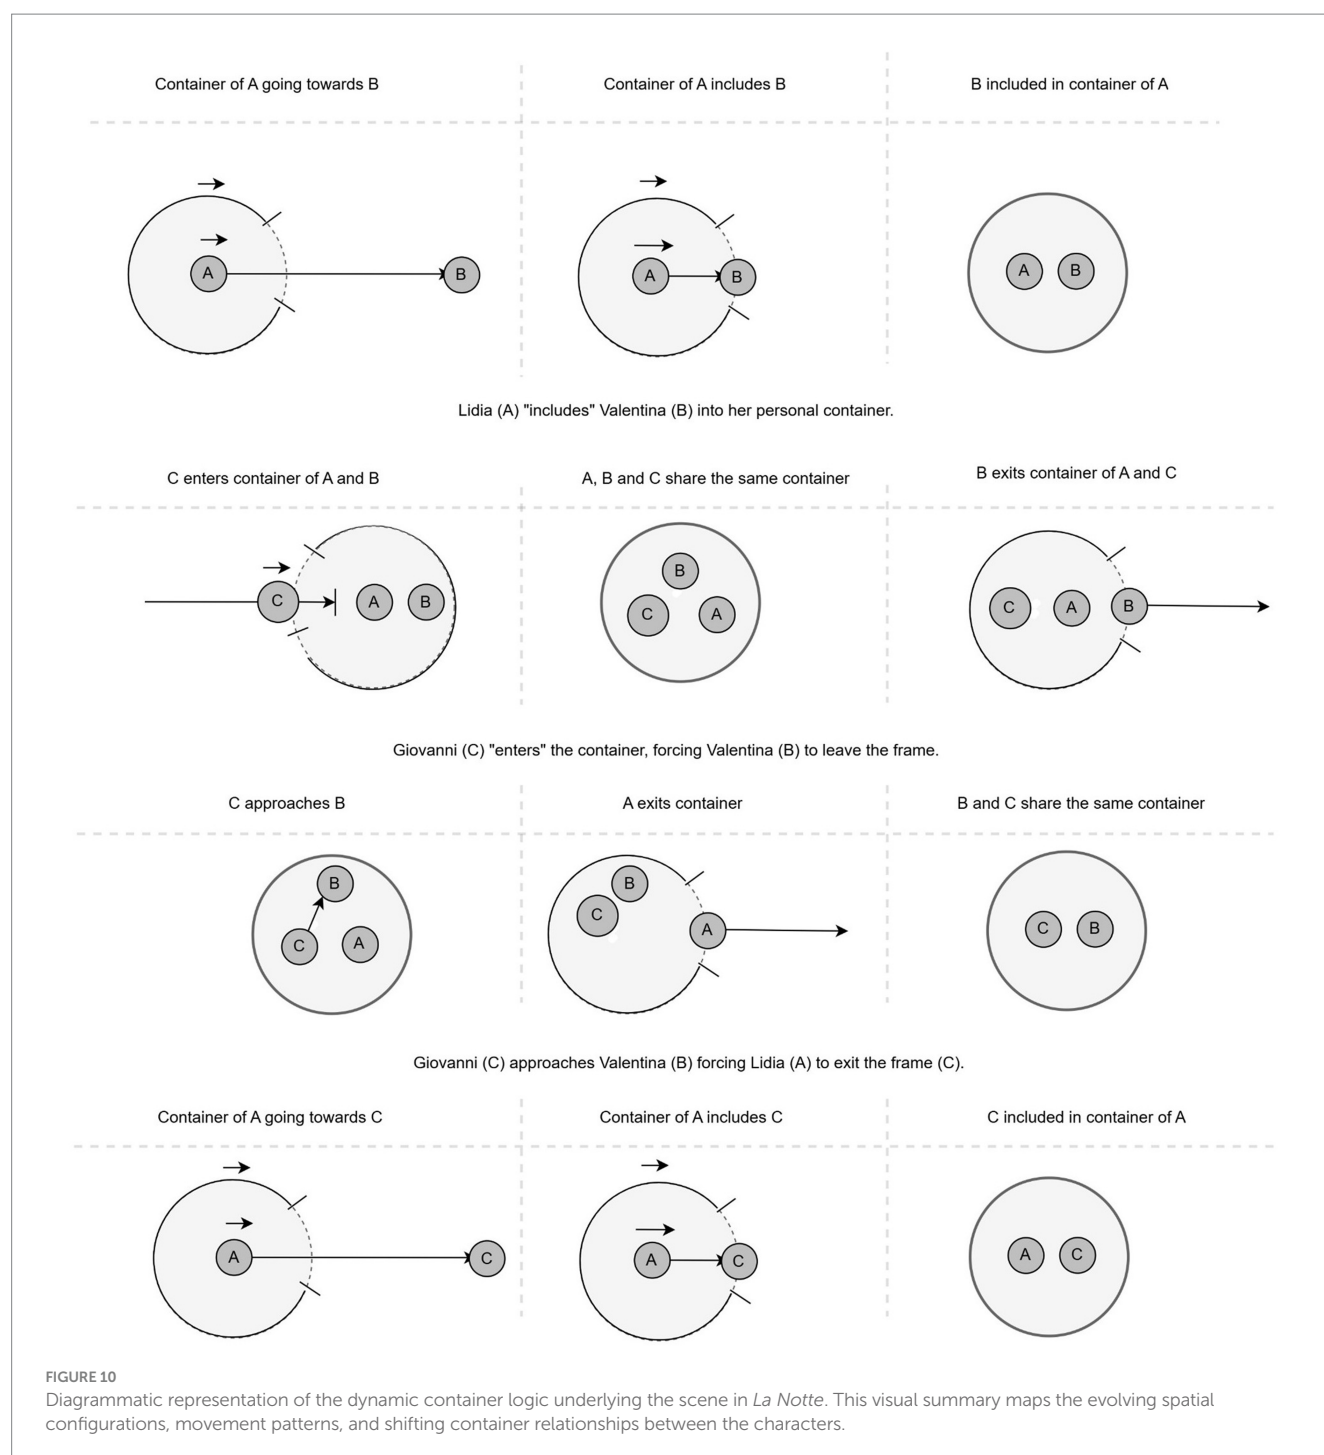 Container of A going towards B
Container of A includes B
B included in container of A
A
B
A
B
A
B
Lidia (A) "includes" Valentina (B) into her personal container.
C enters container of A and B
A, B and C share the same container
B exits container of A and C
C
A
B
B
C
A
C
A
B
Giovanni (C) "enters" the container, forcing Valentina (B) to leave the frame.
C approaches B
A exits container
B and C share the same container
B
C
A
B
C
A
C
B
Giovanni (C) approaches Valentina (B) forcing Lidia (A) to exit the frame (C).
Container of A going towards C
Container of A includes C
C included in container of A
A
C
A
C
A
C
FIGURE 10
Diagrammatic representation of the dynamic container logic underlying the scene in La Notte. This visual summary maps the evolving spatial
configurations, movement patterns, and shifting container relationships between the characters.